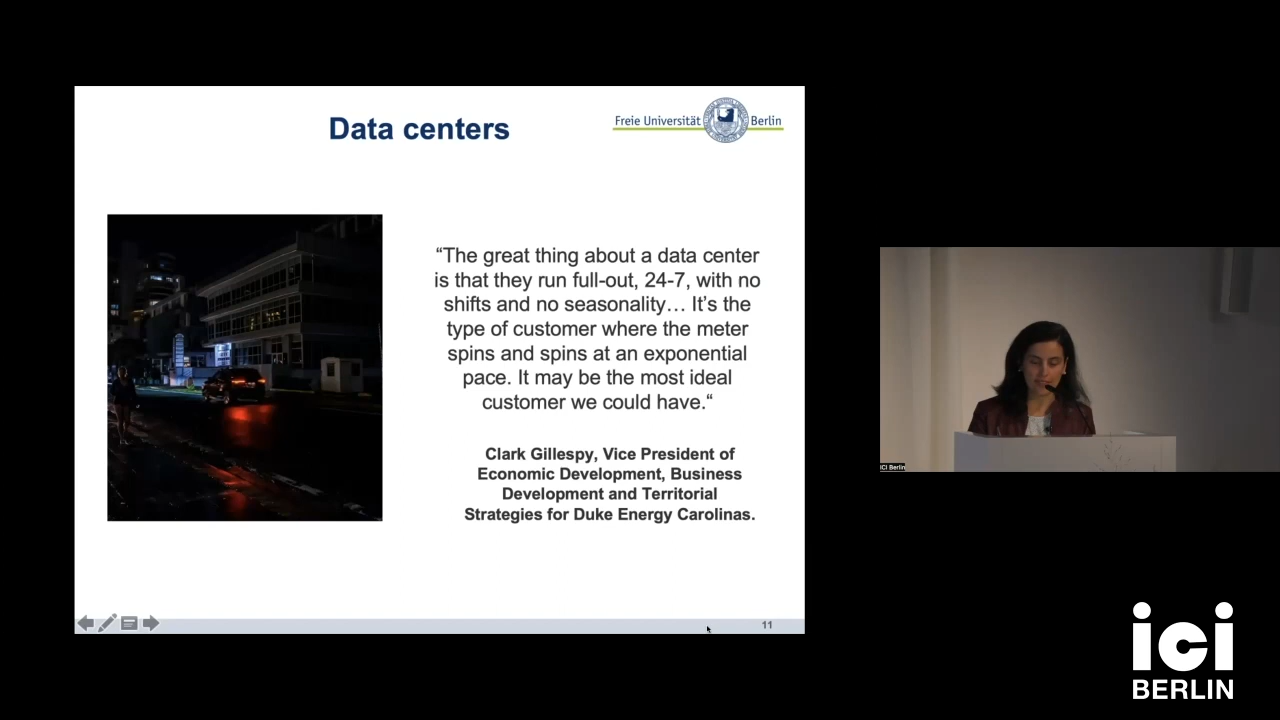 Data centers
Freie Universität Berlin
“The great thing about a data center
is that they run full-out, 24-7, with no
shifts and no seasonality… It’s the
type of customer where the meter
spins and spins at an exponential
pace. It may be the most ideal
customer we could have.“
Clark Gillespy, Vice President of
Economic Development, Business
Development and Territorial
Strategies for Duke Energy Carolinas.
11
ICI Berlin
ici
BERLIN